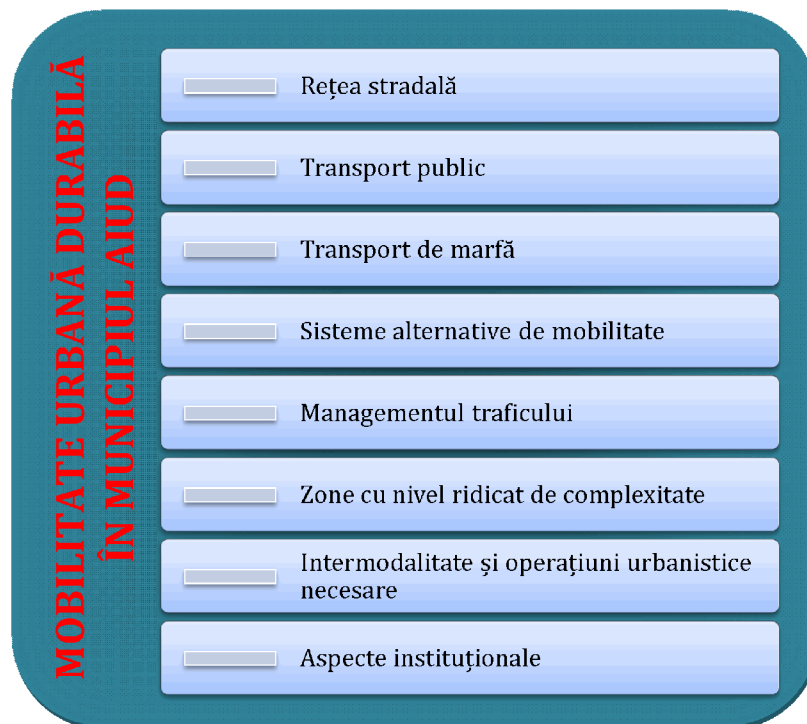 MOBILITATE URBANĂ DURABILĂ
ÎN MUNICIPIUL AIUD
Rețea stradală
Transport public
Transport de marfă
Sisteme alternative de mobilitate
Managementul traficului
Zone cu nivel ridicat de complexitate
Intermodalitate și operațiuni urbanistice
necesare
Aspecte instituționale